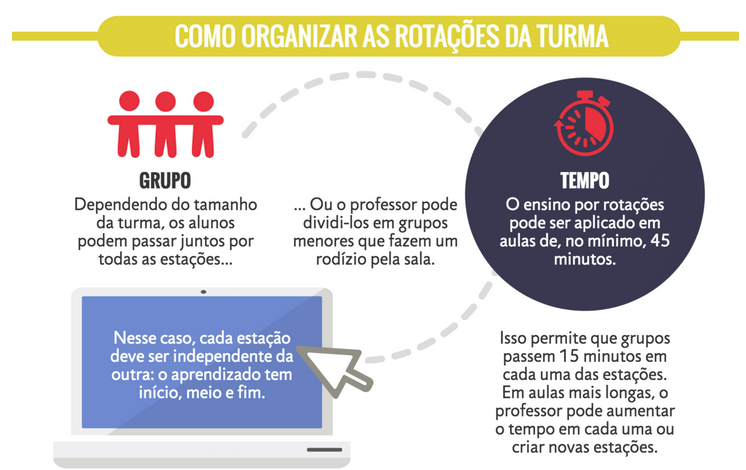 COMO ORGANIZAR AS ROTAÇÕES DA TURMA
GRUPO
Dependendo do tamanho
da turma, os alunos
podem passar juntos por
todas as estações...
... Ou o professor pode
dividi-los em grupos
menores que fazem um
rodízio pela sala.
Nesse caso, cada estação
deve ser independente da
outra: o aprendizado tem
início, meio e fim.
TEMPO
O ensino por rotações
pode ser aplicado em
aulas de, no mínimo, 45
minutos.
Isso permite que grupos
passem 15 minutos em
cada uma das estações.
Em aulas mais longas, o
professor pode aumentar
o tempo em cada uma ou
criar novas estações.